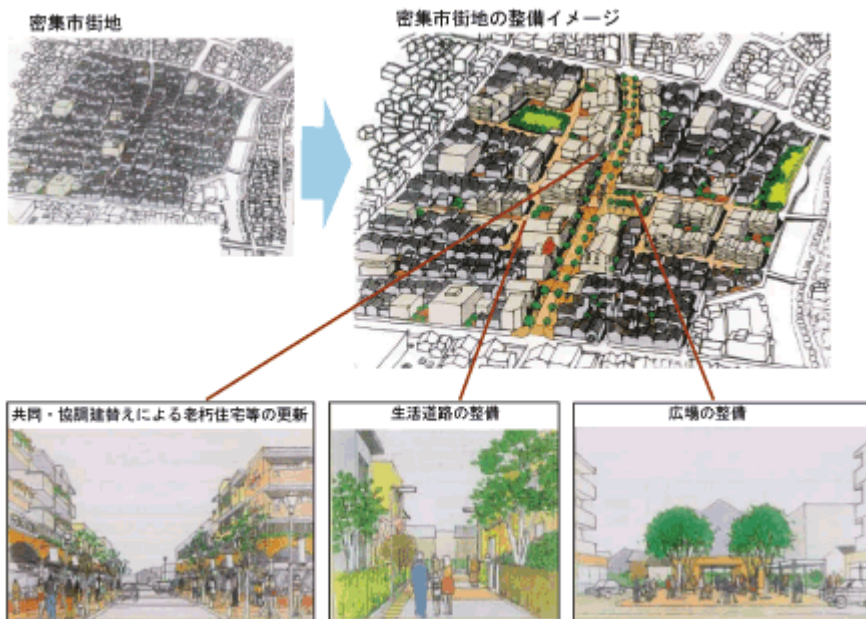 密集市街地
密集市街地の整備イメージ
共同・協調建替えによる老朽住宅等の更新
生活道路の整備
広場の整備